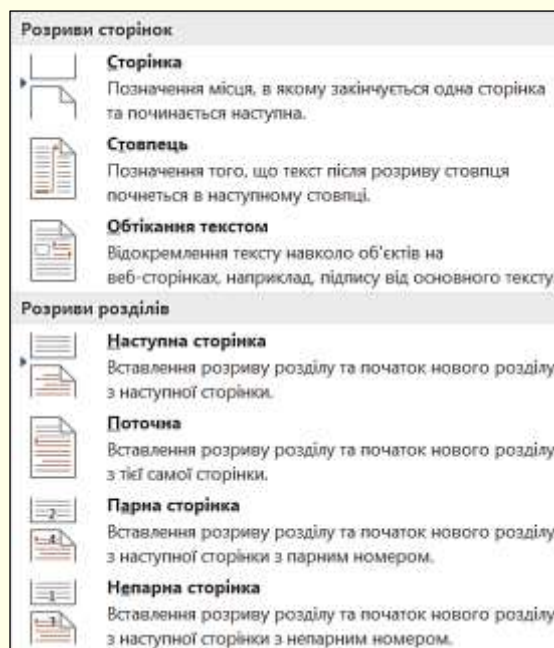 Розриви сторінок
Сторінка
Позначення місця, в якому закінчується одна сторінка
та починається наступна.
Стовпець
Позначення того, що текст після розриву стовпця
почнеться в наступному стовпці.
Обтікання текстом
Відокремлення тексту навколо об'єктів на
веб-сторінках, наприклад, підпису від основного тексту.
Розриви розділів
Наступна сторінка
Вставлення розриву розділу та початок нового розділу
з наступної сторінки.
Поточна
Вставлення розриву розділу та початок нового розділу
з тієї самої сторінки.
2
Парна сторінка
4
Вставлення розриву розділу та початок нового розділу
з наступної сторінки з парним номером.
1
Непарна сторінка
3
Вставлення розриву розділу та початок нового розділу
з наступної сторінки з непарним номером.